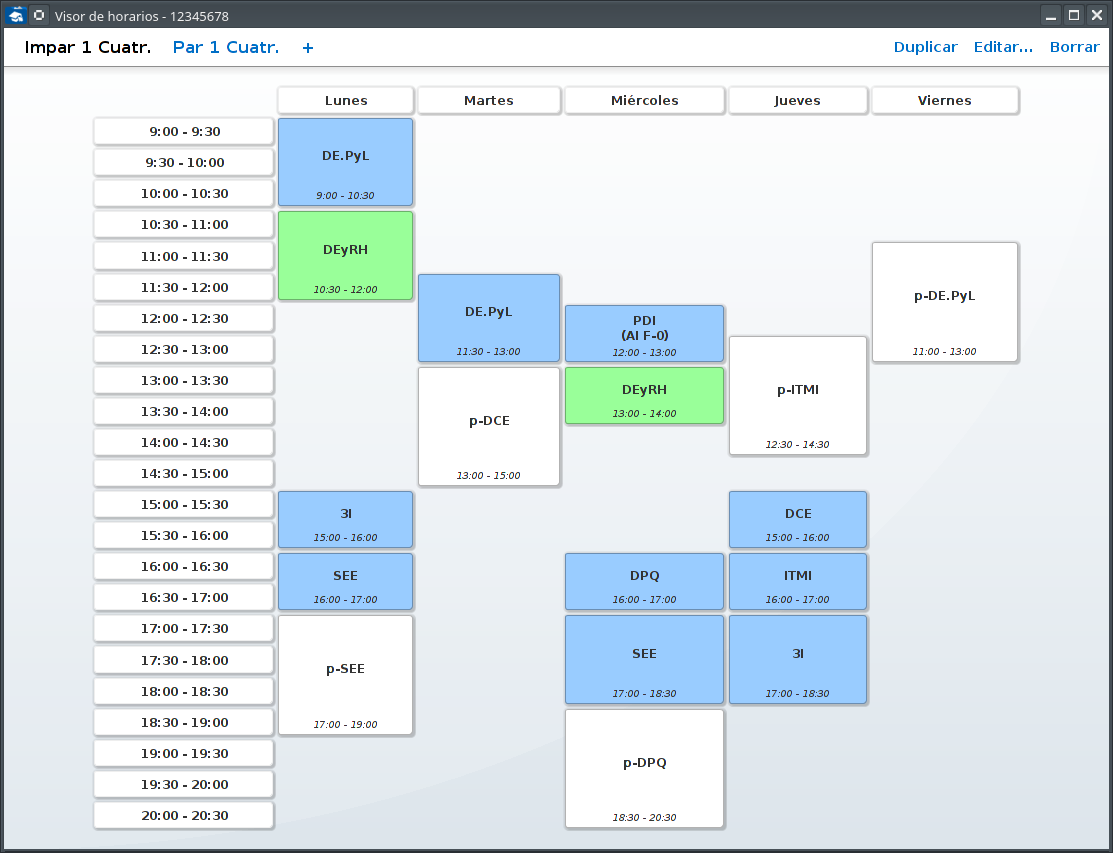 Visor de horarios - 12345678
Impar 1 Cuatr. Par 1 Cuatr. + Duplicar Editar... Borrar
Lunes Martes Miércoles Jueves Viernes
9:00 - 9:30
9:30 - 10:00
10:00 - 10:30
10:30 - 11:00
11:00 - 11:30
11:30 - 12:00
12:00 - 12:30
12:30 - 13:00
13:00 - 13:30
13:30 - 14:00
14:00 - 14:30
14:30 - 15:00
15:00 - 15:30
15:30 - 16:00
16:00 - 16:30
16:30 - 17:00
17:00 - 17:30
17:30 - 18:00
18:00 - 18:30
18:30 - 19:00
19:00 - 19:30
19:30 - 20:00
20:00 - 20:30
DE.PyL
9:00 - 10:30
DEyRH
10:30 - 12:00
3I
15:00 - 16:00
SEE
16:00 - 17:00
p-SEE
17:00 - 19:00
DE.PyL
11:30 - 13:00
p-DCE
13:00 - 15:00
PDI
(AI F-0)
12:00 - 13:00
DEyRH
13:00 - 14:00
DPQ
16:00 - 17:00
SEE
17:00 - 18:30
p-DPQ
18:30 - 20:30
p-ITMI
12:30 - 14:30
DCE
15:00 - 16:00
ITMI
16:00 - 17:00
3I
17:00 - 18:30
p-DE.PyL
11:00 - 13:00